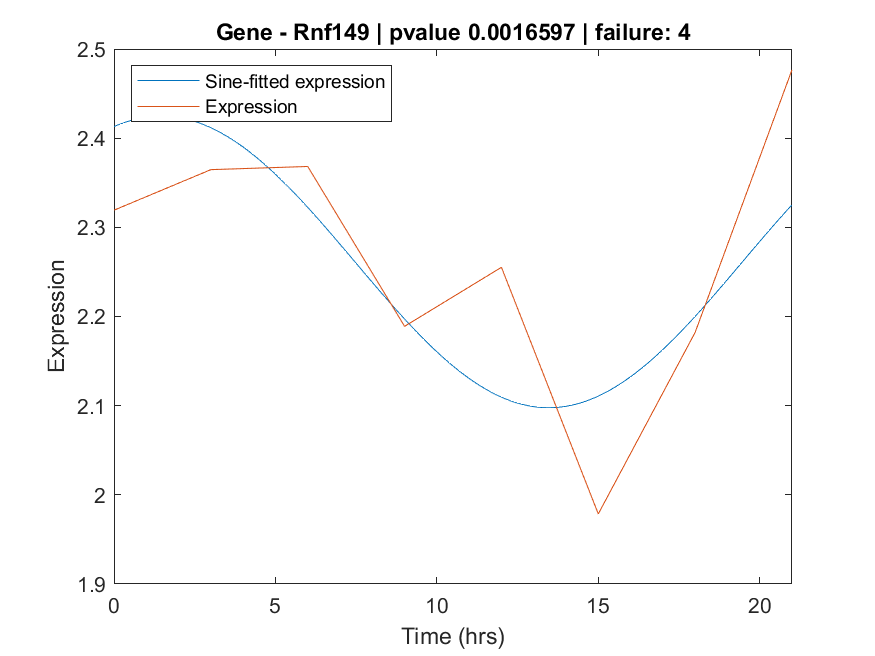 Gene - Rnf149 | pvalue 0.0016597 | failure: 4
2.5
2.4
2.3
2.2
2.1
2
1.9
Expression
Sine-fitted expression
Expression
0 5 10 15 20
Time (hrs)